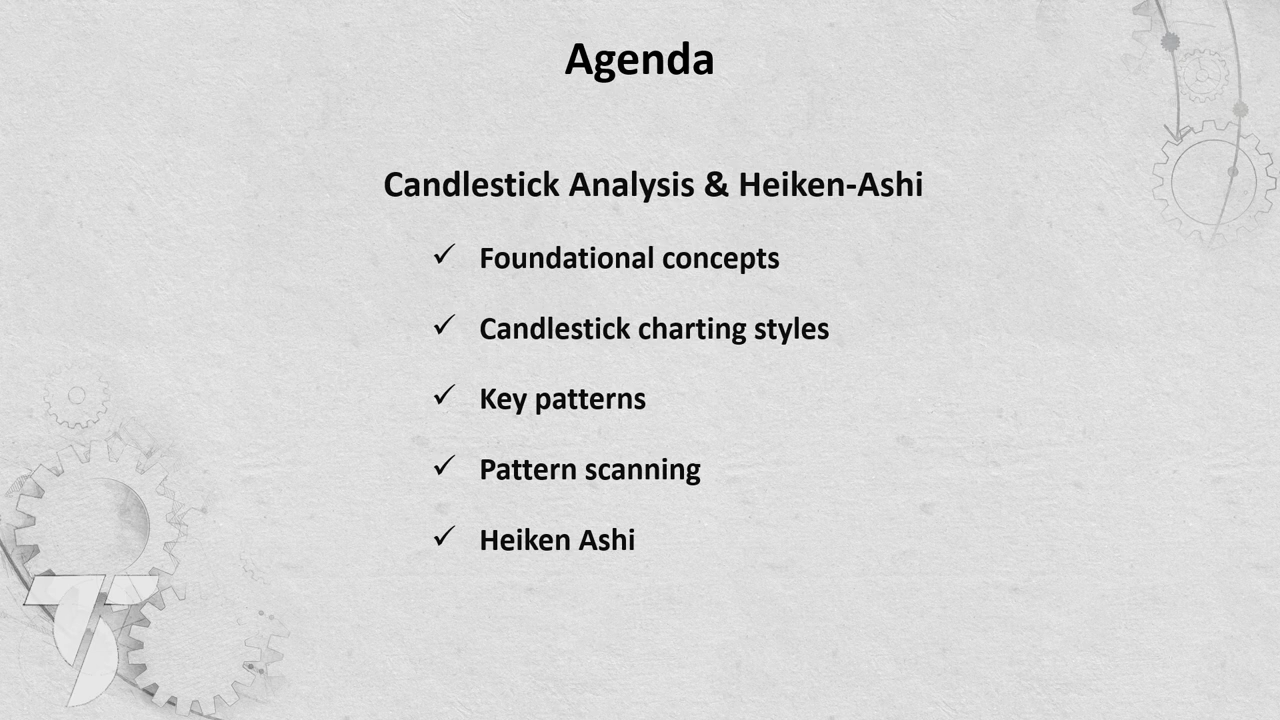 Agenda
Candlestick Analysis & Heiken-Ashi
✓ Foundational concepts
✓ Candlestick charting styles
✓ Key patterns
✓ Pattern scanning
✓ Heiken Ashi